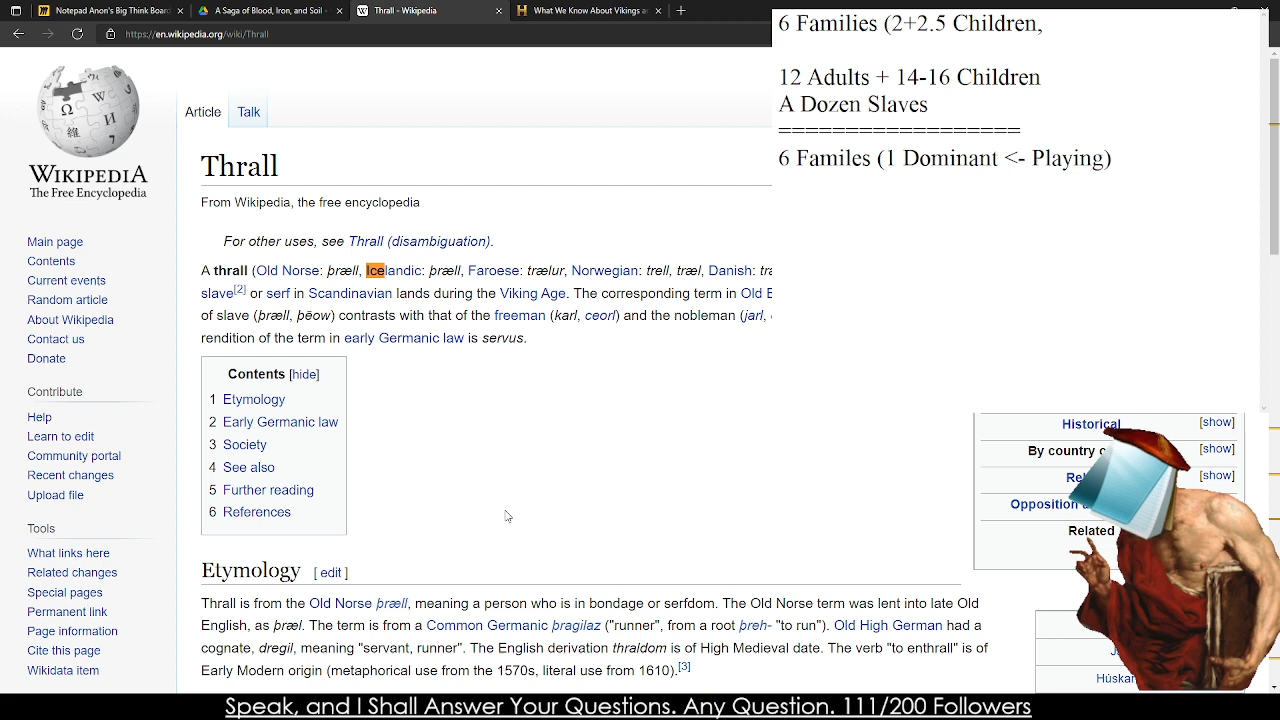 Notepad Anon's Big Think Board
A Saga of Blood, Iron, and Soil -
Thrall - Wikipedia
What We Know About Vikings a
https://en.wikipedia.org/wiki/Thrall
6 Families (2+2.5 Children,
12 Adults + 14-16 Children
A Dozen Slaves
==================
6 Familes (1 Dominant <- Playing)
WIKIPEDIA
The Free Encyclopedia
Main page
Contents
Current events
Random article
About Wikipedia
Contact us
Donate
Contribute
Help
Learn to edit
Community portal
Recent changes
Upload file
Tools
What links here
Related changes
Special pages
Permanent link
Page information
Cite this page
Wikidata item
Article Talk
Thrall
From Wikipedia, the free encyclopedia
For other uses, see Thrall (disambiguation).
A thrall (Old Norse: þræll, Icelandic: þræll, Faroese: trælur, Norwegian: trell, træl, Danish:
slave[2] or serf in Scandinavian lands during the Viking Age. The corresponding term in Old
of slave (þræll, þēow) contrasts with that of the freeman (karl, ceorl) and the nobleman (jarl,
rendition of the term in early Germanic law is servus.
Contents [hide]
1 Etymology
2 Early Germanic law
3 Society
4 See also
5 Further reading
6 References
Historical [show]
By country [show]
[show]
Opposition
Related
Etymology [ edit ]
Thrall is from the Old Norse þræll, meaning a person who is in bondage or serfdom. The Old Norse term was lent into late Old
English, as þræl. The term is from a Common Germanic þragilaz ("runner", from a root þreh- "to run"). Old High German had a
cognate, dregil, meaning "servant, runner". The English derivation thraldom is of High Medieval date. The verb "to enthrall" is of
Early Modern origin (metaphorical use from the 1570s, literal use from 1610).[3]
Speak, and I Shall Answer Your Questions. Any Question. 111/200 Followers